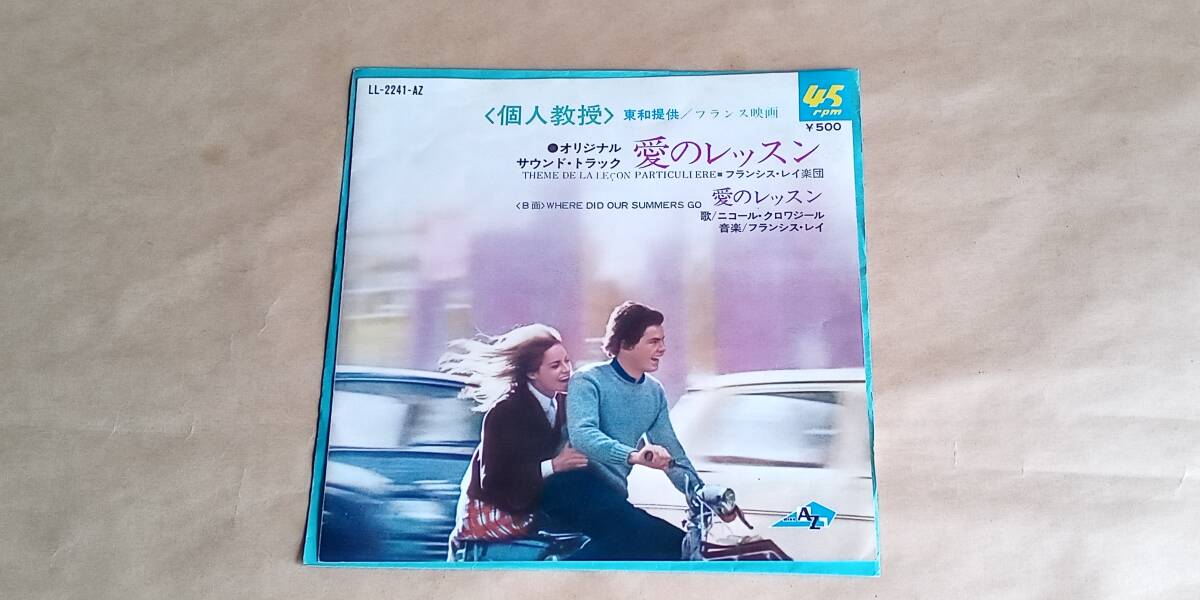 LL-2241-AZ
45
rpm
¥500
〈個人教授〉 東和提供/フランス映画
●オリジナル
サウンド・トラック 愛のレッスン
THEME DE LA LEÇON PARTICULIERE■フランシス・レイ楽団
〈B面〉WHERE DID OUR SUMMERS GO 愛のレッスン
歌/ニコール・クロワジール
音楽/フランシス・レイ
AZ